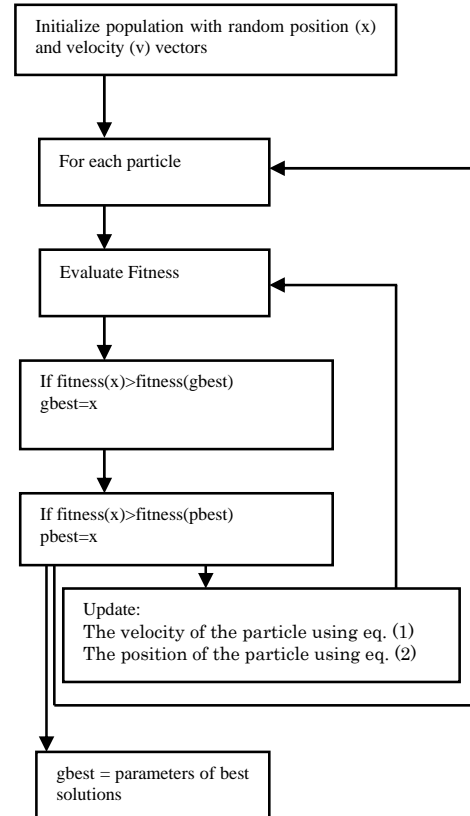 Initialize population with random position (x)
and velocity (v) vectors
For each particle
Evaluate Fitness
If fitness(x)>fitness(gbest)
gbest=x
If fitness(x)>fitness(pbest)
pbest=x
Update:
The velocity of the particle using eq. (1)
The position of the particle using eq. (2)
gbest = parameters of best
solutions